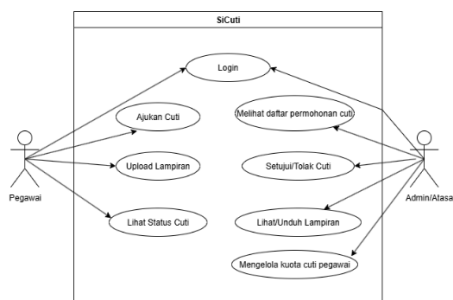 SiCuti
Login
Ajukan Cuti
Melihat daftar permohonan cuti
Upload Lampiran
Setujui/Tolak Cuti
Pegawai
Admin/Atasa
Lihat Status Cuti
Lihat/Unduh Lampiran
Mengelola kuota cuti pegawai